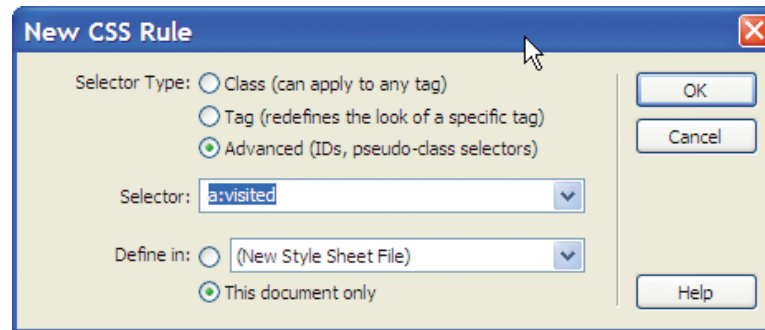 New CSS Rule
Selector Type: Class (can apply to any tag)
Tag (redefines the look of a specific tag)
Advanced (IDs, pseudo-class selectors)
Selector: a:visited
Define in: (New Style Sheet File)
This document only
OK
Cancel
Help